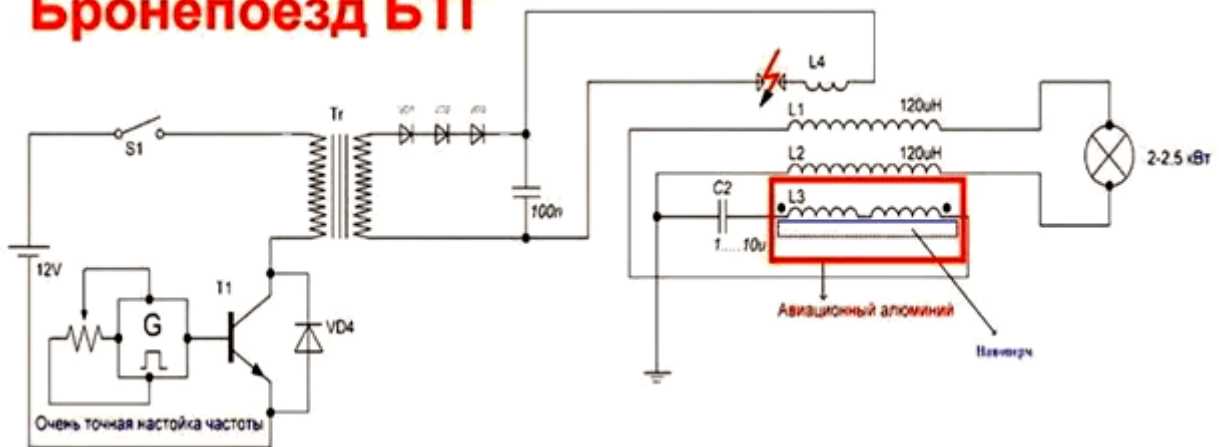 Бронепоезд БТГ
L4
Tr
L1
120uH
S1
L2
120uH
2-2.5 кВт
C2
L3
100n
1.....10u
12V
T1
G
VD4
Авиационный алюминий
Очень точная настойка частоты